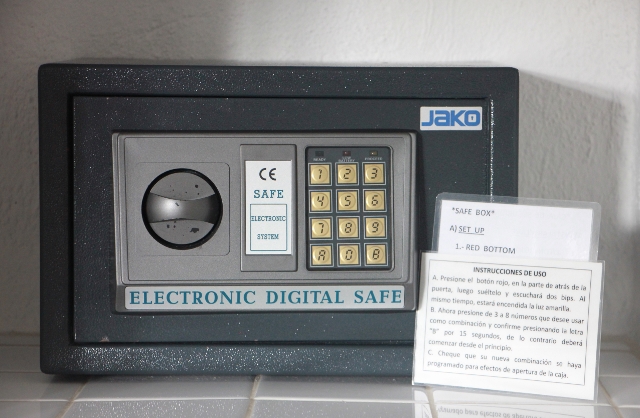 JAKO
CE
SAFE
ELECTRONIC
SYSTEM
READY
1 2 3
4 5 6
7 8 9
A 0 B
ELECTRONIC DIGITAL SAFE
"SAFE BOX"
A) SET UP
1.- RED BOTTOM
INSTRUCCIONES DE USO
A. Presione el botón rojo, en la parte de atrás de la
puerta, luego suéltelo y escuchará dos bips. Al
mismo tiempo, estará encendida la luz amarilla.
B. Ahora presione de 3 a 8 números que desee usar
como combinación y confirme presionando la letra
"B" por 15 segundos, de lo contrario deberá
comenzar desde el principio.
C. Cheque que su nueva combinación se haya
programado para efectos de apertura de la caja.